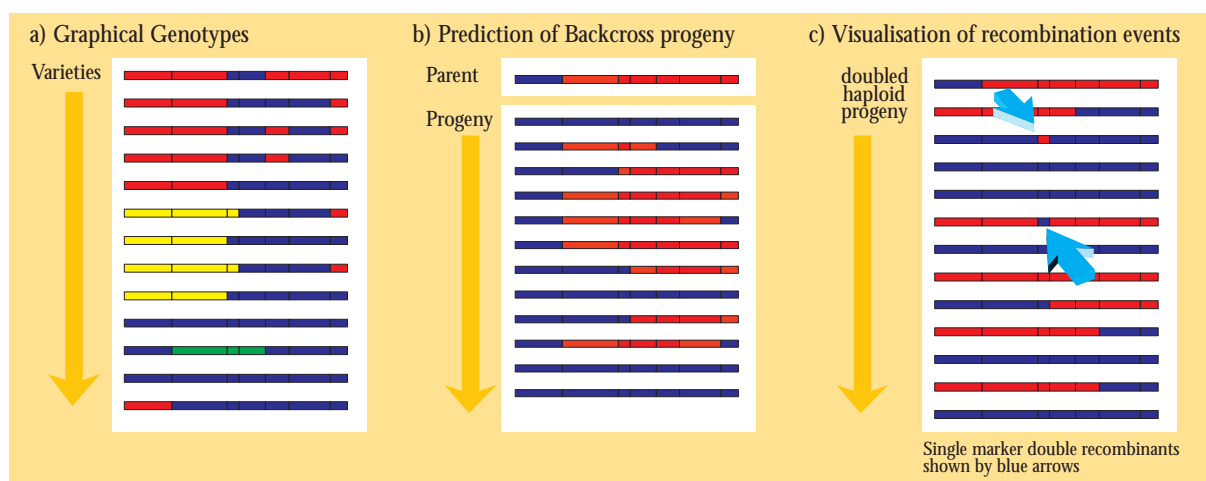 a) Graphical Genotypes
Varieties
b) Prediction of Backcross progeny
Parent
Progeny
c) Visualisation of recombination events
doubled
haploid
progeny
Single marker double recombinants
shown by blue arrows